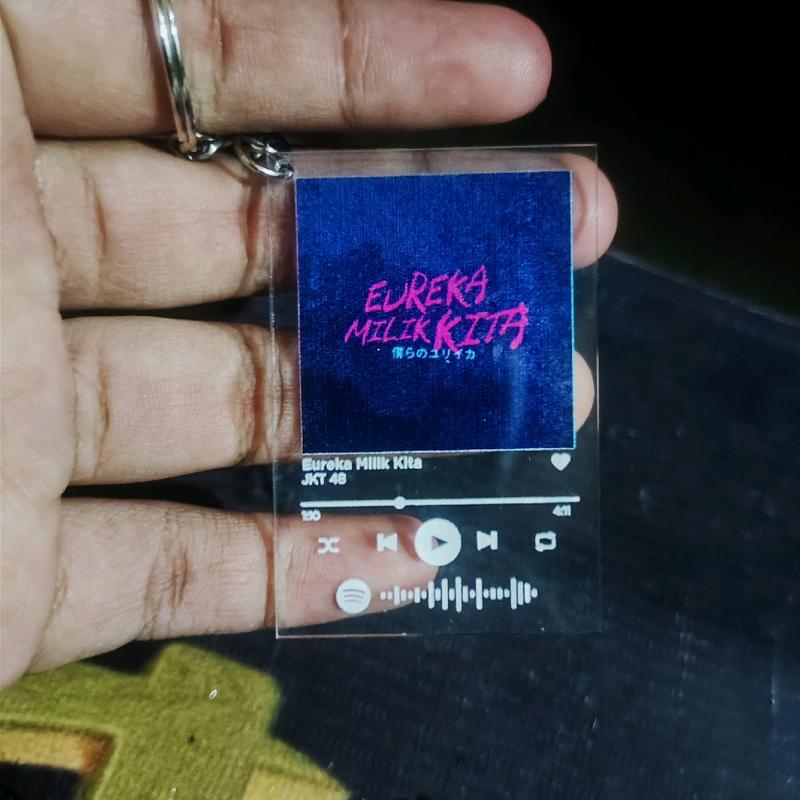 EUREKA
MILIK KITA
僕らのユリイカ
Eureka Milik Kita
JKT 48
1:10 4:11